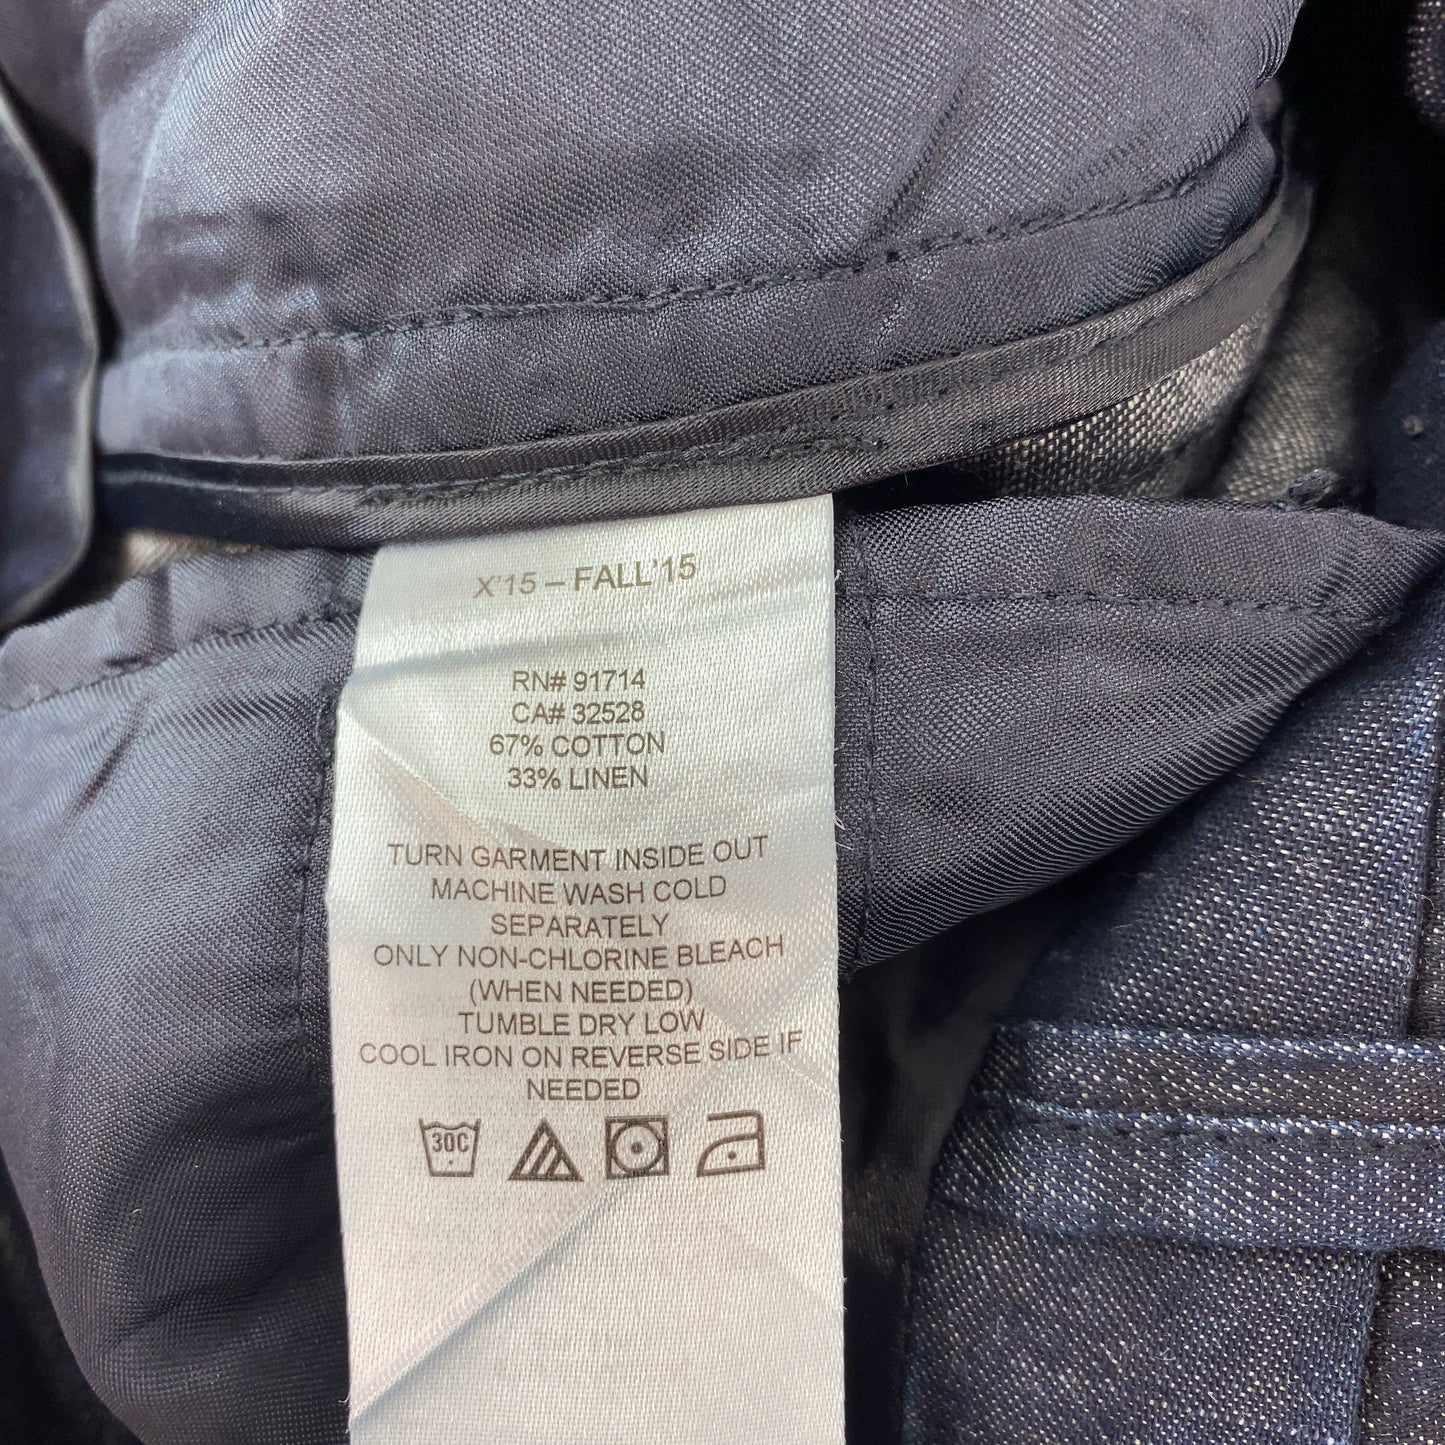 X'15 – FALL'15
RN# 91714
CA# 32528
67% COTTON
33% LINEN
TURN GARMENT INSIDE OUT
MACHINE WASH COLD
SEPARATELY
ONLY NON-CHLORINE BLEACH
(WHEN NEEDED)
TUMBLE DRY LOW
COOL IRON ON REVERSE SIDE IF
NEEDED
30C